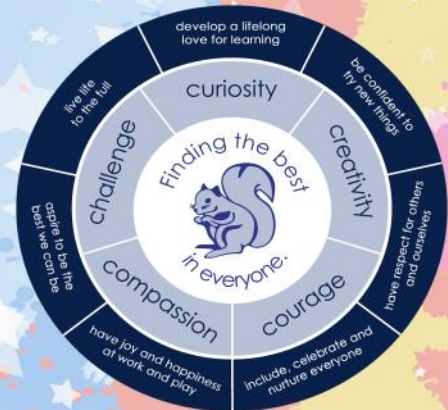 Finding the best
in everyone.
curiosity
creativity
courage
compassion
challenge
develop a lifelong
love for learning
be confident to
try new things
have respect for others
and ourselves
include, celebrate and
nurture everyone
have joy and happiness
at work and play
aspire to be the
best we can be
live life
to the full